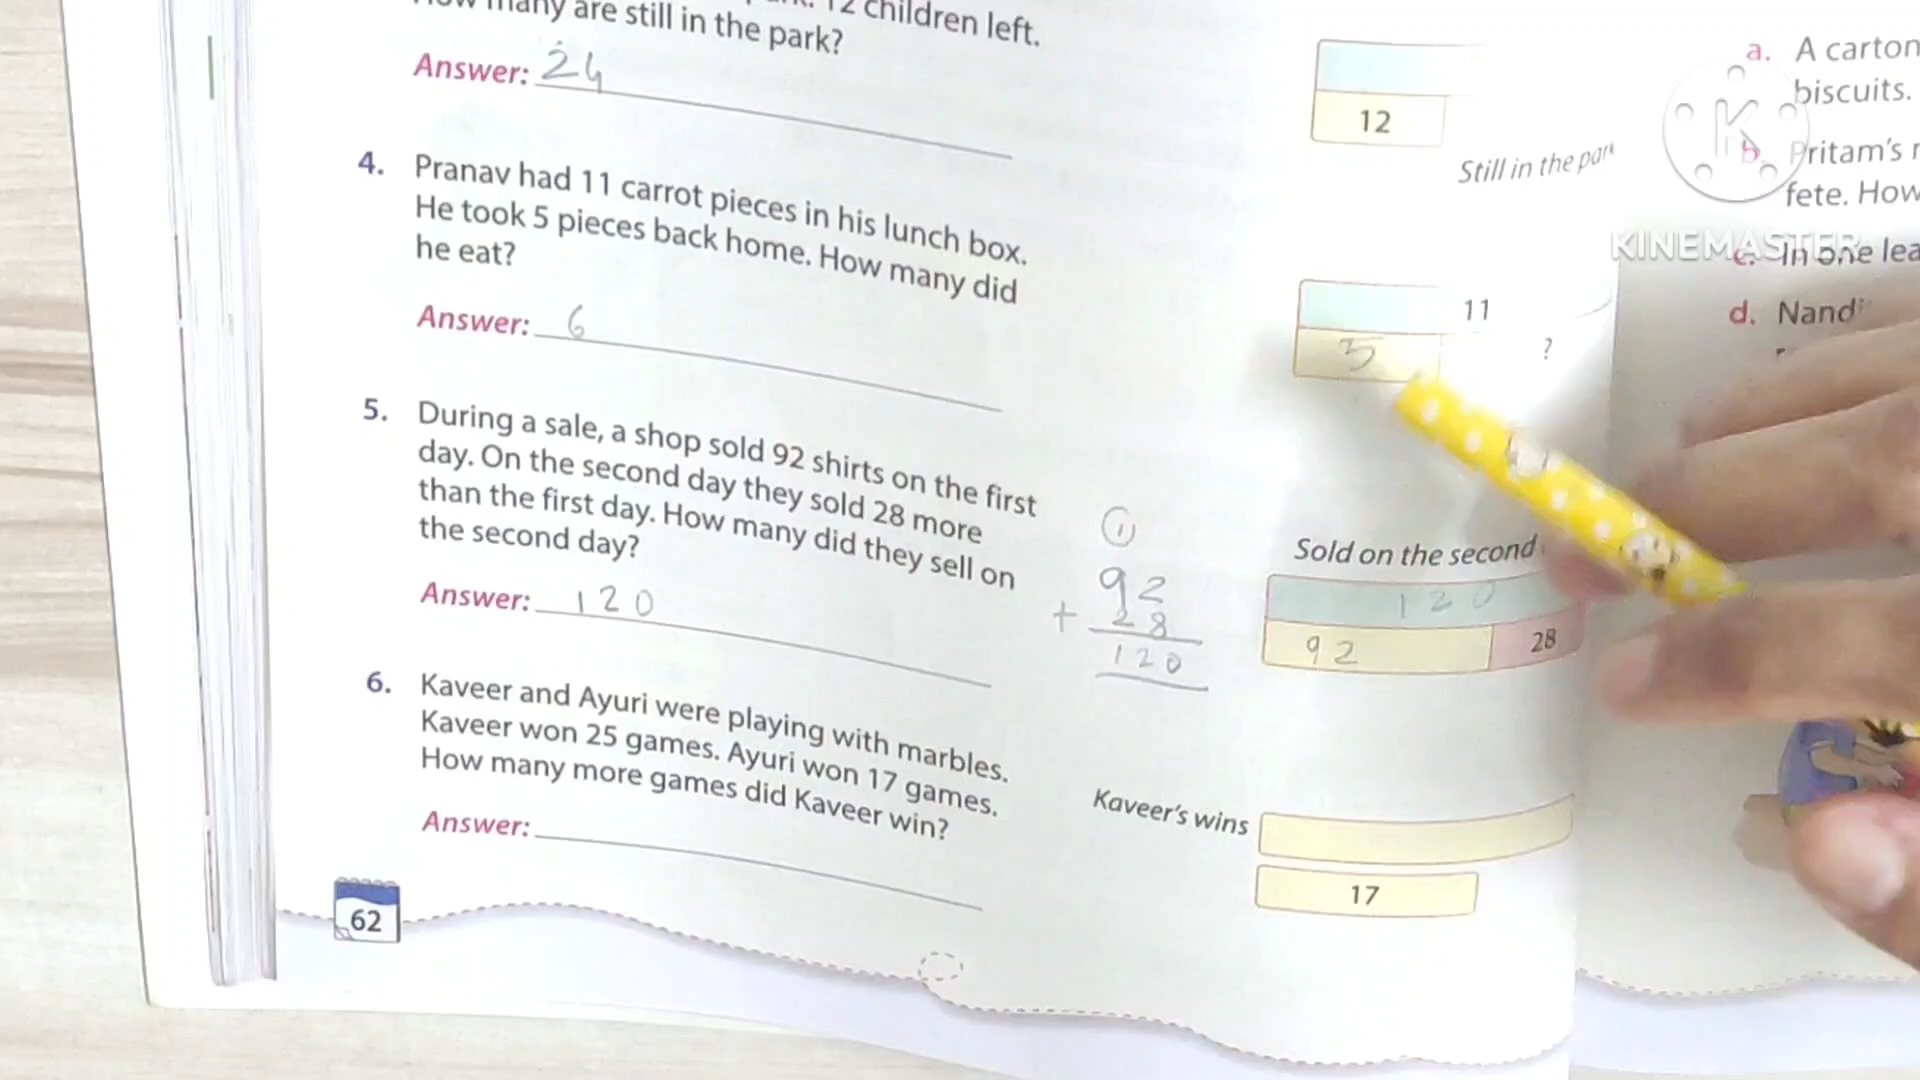 12 children left.
many are still in the park?
Answer: 24
12
Still in the park
4. Pranav had 11 carrot pieces in his lunch box.
He took 5 pieces back home. How many did
he eat?
Answer: 6
11
5 ?
5. During a sale, a shop sold 92 shirts on the first
day. On the second day they sold 28 more
than the first day. How many did they sell on
the second day?
Answer: 120
1
92
+ 28
120
Sold on the second
120
92 28
6. Kaveer and Ayuri were playing with marbles.
Kaveer won 25 games. Ayuri won 17 games.
How many more games did Kaveer win?
Answer:
Kaveer's wins
17
62
a. A carton
biscuits.
b. Pritam's
fete. How
c. In one
d.
K
KINEMASTER